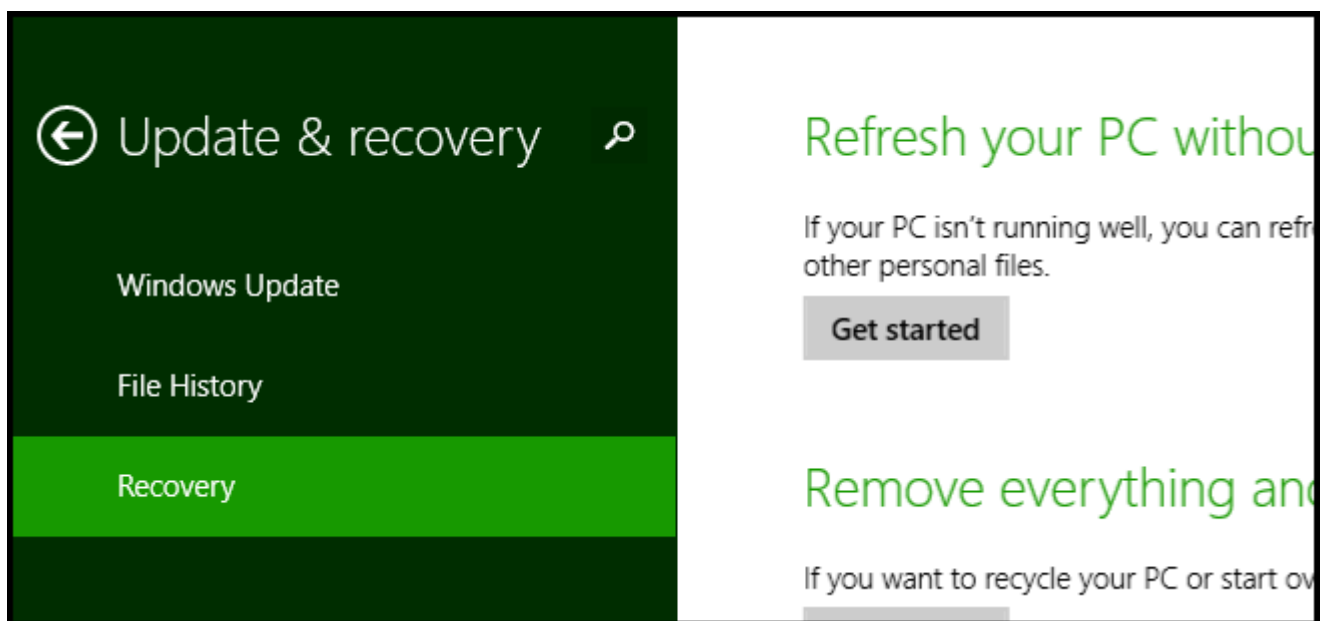 Update & recovery
Windows Update
File History
Recovery
Refresh your PC withou
If your PC isn't running well, you can refr
other personal files.
Get started
Remove everything and
If you want to recycle your PC or start ov